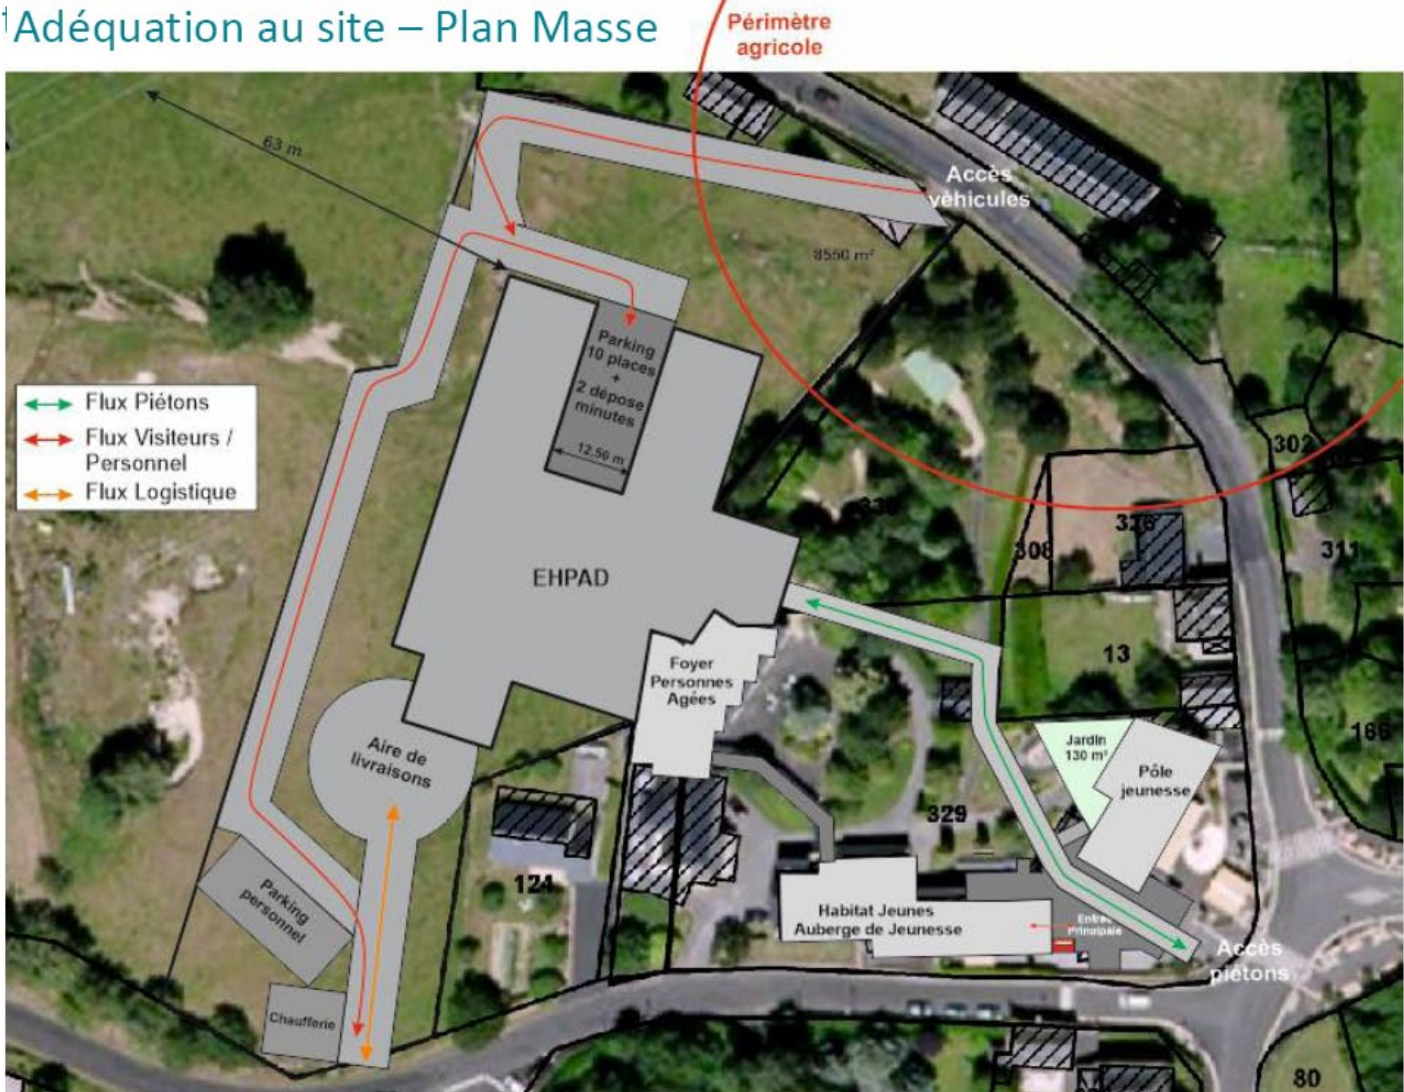 Adéquation au site – Plan Masse
Périmètre
agricole
63 m
Accès
véhicules
8550 m²
Parking
10 places
+
2 dépose
minutes
12.50 m
Flux Piétons
Flux Visiteurs /
Personnel
Flux Logistique
302
326
308
311
EHPAD
13
Foyer
Personnes
Agées
Jardin
130 m²
166
Aire de
livraisons
Pôle
jeunesse
329
124
Parking
personnel
Habitat Jeunes
Auberge de Jeunesse
Entrée
Principale
Accès
piétons
Chaufferie
80